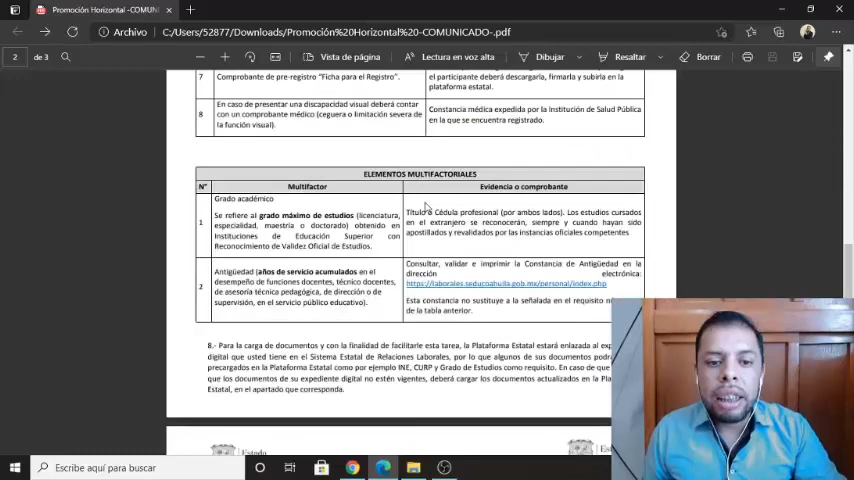 Promoción Horizontal -COMUNIC
Archivo
C:/Users/52877/Downloads/Promoción%20Horizontal%20-COMUNICADO-.pdf
2
de 3
Vista de página
Lectura en voz alta
Dibujar
Resaltar
Borrar
7
Comprobante de pre-registro "Ficha para el Registro".
el participante deberá descargarla, firmarla y subirla en la
plataforma estatal.
8
En caso de presentar una discapacidad visual deberá contar
con un comprobante médico (ceguera o limitación severa de
la función visual).
Constancia médica expedida por la Institución de Salud Pública
en la que se encuentra registrado.
ELEMENTOS MULTIFACTORIALES
N°
Multifactor
Evidencia o comprobante
1
Grado académico
Se refiere al grado máximo de estudios (licenciatura,
especialidad, maestría o doctorado) obtenido en
Instituciones de Educación Superior con
Reconocimiento de Validez Oficial de Estudios.
Título o Cédula profesional (por ambos lados). Los estudios cursados
en el extranjero se reconocerán, siempre y cuando hayan sido
apostillados y revalidados por las instancias oficiales competentes
2
Antigüedad (años de servicio acumulados en el
desempeño de funciones docentes, técnico docentes,
de asesoría técnica pedagógica, de dirección o de
supervisión, en el servicio público educativo).
Consultar, validar e imprimir la Constancia de Antigüedad en la
dirección electrónica:
https://laborales.seducoahuila.gob.mx/personal/index.php
Esta constancia no sustituye a la señalada en el requisito
de la tabla anterior.
8.- Para la carga de documentos y con la finalidad de facilitarle esta tarea, la Plataforma Estatal estará enlazada al
digital que usted tiene en el Sistema Estatal de Relaciones Laborales, por lo que algunos de sus documentos
precargados en la Plataforma Estatal como por ejemplo INE, CURP y Grado de Estudios como requisito. En caso de que
que los documentos de su expediente digital no estén vigentes, deberá cargar los documentos actualizados en la
Estatal, en el apartado que corresponda.
Estado
Escribe aquí para buscar